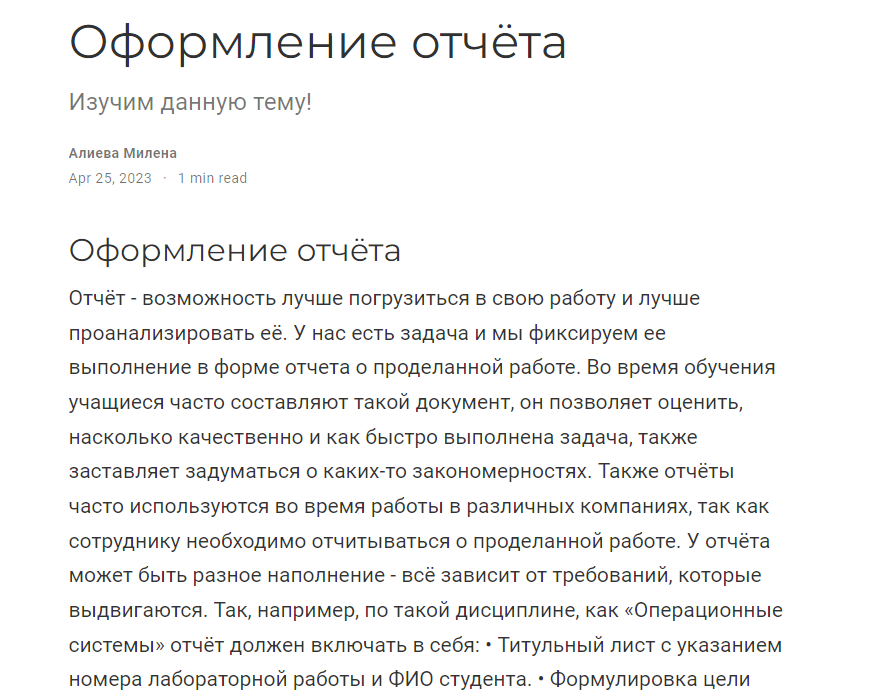 Оформление отчёта
Изучим данную тему!
Алиева Милена
Apr 25, 2023 · 1 min read
Оформление отчёта
Отчёт - возможность лучше погрузиться в свою работу и лучше
проанализировать её. У нас есть задача и мы фиксируем ее
выполнение в форме отчета о проделанной работе. Во время обучения
учащиеся часто составляют такой документ, он позволяет оценить,
насколько качественно и как быстро выполнена задача, также
заставляет задуматься о каких-то закономерностях. Также отчёты
часто используются во время работы в различных компаниях, так как
сотруднику необходимо отчитываться о проделанной работе. У отчёта
может быть разное наполнение - всё зависит от требований, которые
выдвигаются. Так, например, по такой дисциплине, как «Операционные
системы» отчёт должен включать в себя: • Титульный лист с указанием
номера лабораторной работы и ФИО студента. • Формулировка цели